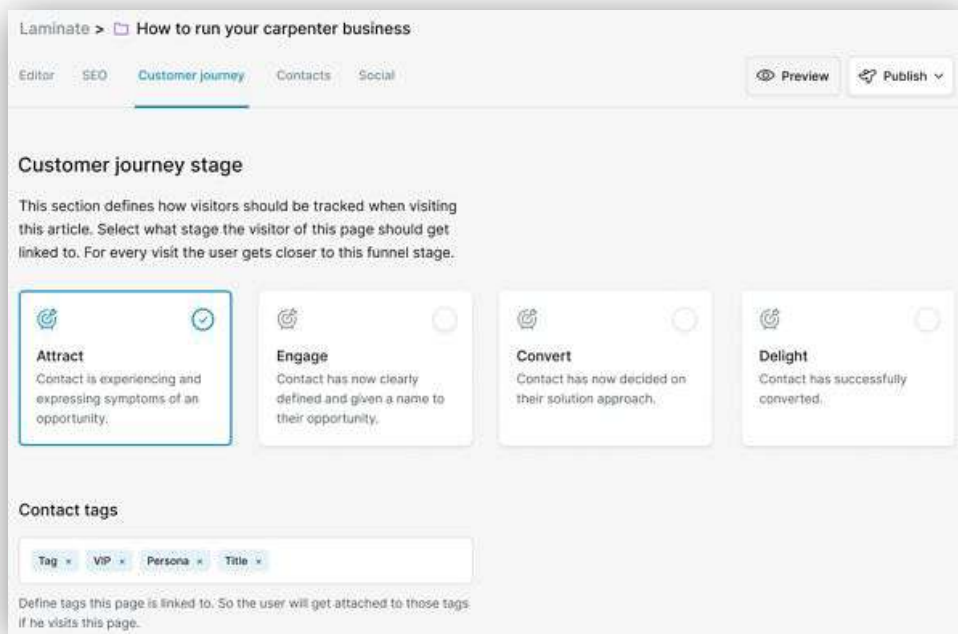 Laminate > How to run your carpenter business
Editor SEO Customer journey Contacts Social Preview Publish
Customer journey stage
This section defines how visitors should be tracked when visiting
this article. Select what stage the visitor of this page should get
linked to. For every visit the user gets closer to this funnel stage.
Attract
Contact is experiencing and
expressing symptoms of an
opportunity.
Engage
Contact has now clearly
defined and given a name to
their opportunity.
Convert
Contact has now decided on
their solution approach.
Delight
Contact has successfully
converted.
Contact tags
Tag × VIP × Persona × Title ×
Define tags this page is linked to. So the user will get attached to those tags
if he visits this page.